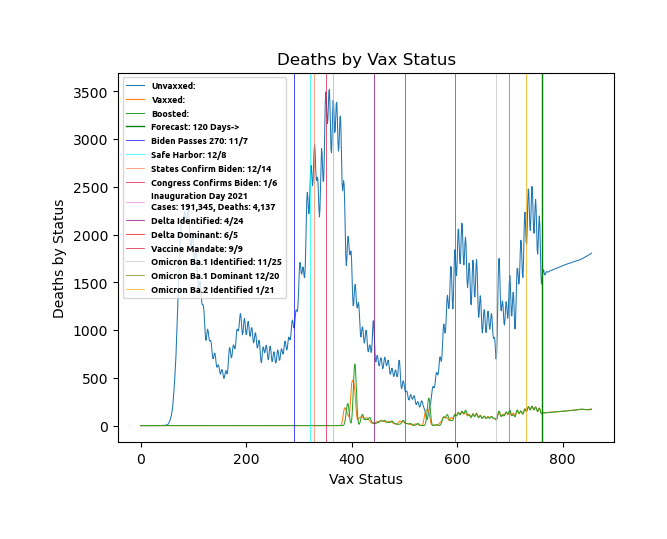 Deaths by Vax Status
Deaths by Status
3500
3000
2500
2000
1500
1000
500
0
Unvaxxed:
Vaxxed:
Boosted:
Forecast: 120 Days->
Biden Passes 270: 11/7
Safe Harbor: 12/8
States Confirm Biden: 12/14
Congress Confirms Biden: 1/6
Inauguration Day 2021
Cases: 191,345, Deaths: 4,137
Delta Identified: 4/24
Delta Dominant: 6/5
Vaccine Mandate: 9/9
Omicron Ba.1 Identified: 11/25
Omicron Ba.1 Dominant 12/20
Omicron Ba.2 Identified 1/21
0 200 400 600 800
Vax Status